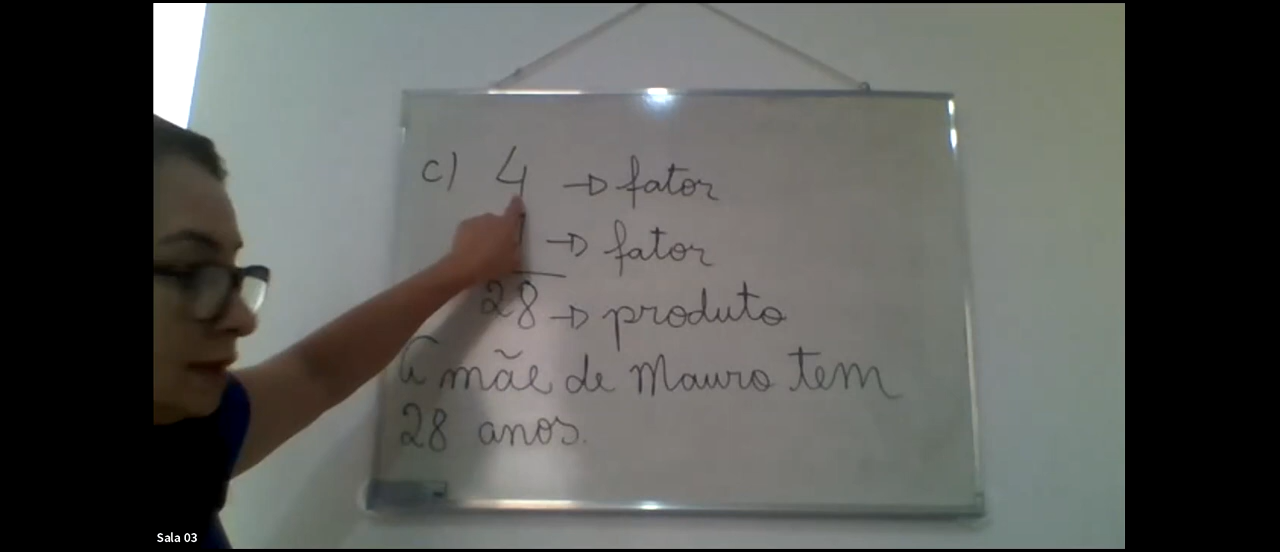 c) 4 → fator
→ fator
28 → produto
A mãe de Mauro tem
28 anos.
Sala 03